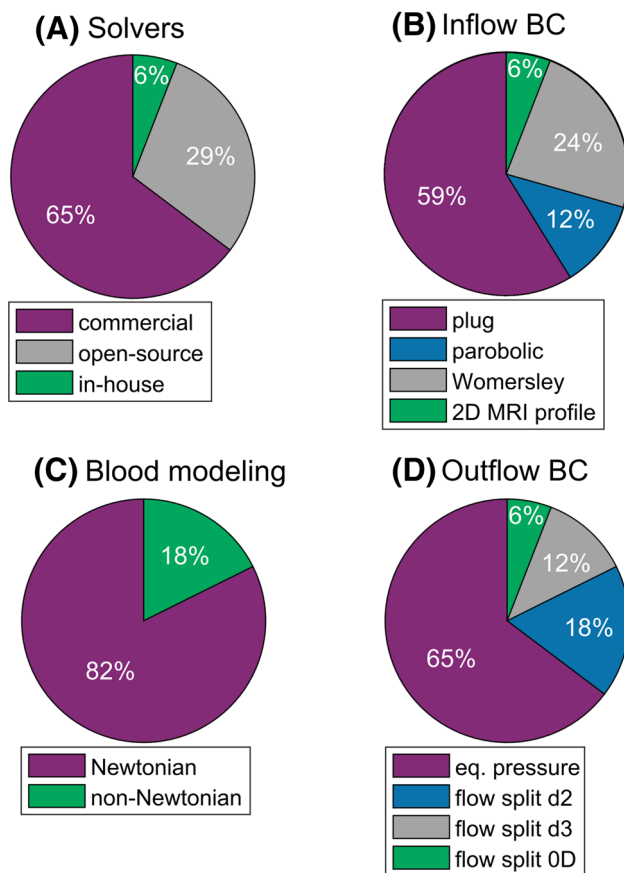 (A) Solvers
6%
29%
65%
commercial
open-source
in-house
(B) Inflow BC
6%
24%
59%
12%
plug
parobolic
Womersley
2D MRI profile
(C) Blood modeling
18%
82%
Newtonian
non-Newtonian
(D) Outflow BC
6%
12%
18%
65%
eq. pressure
flow split d2
flow split d3
flow split 0D